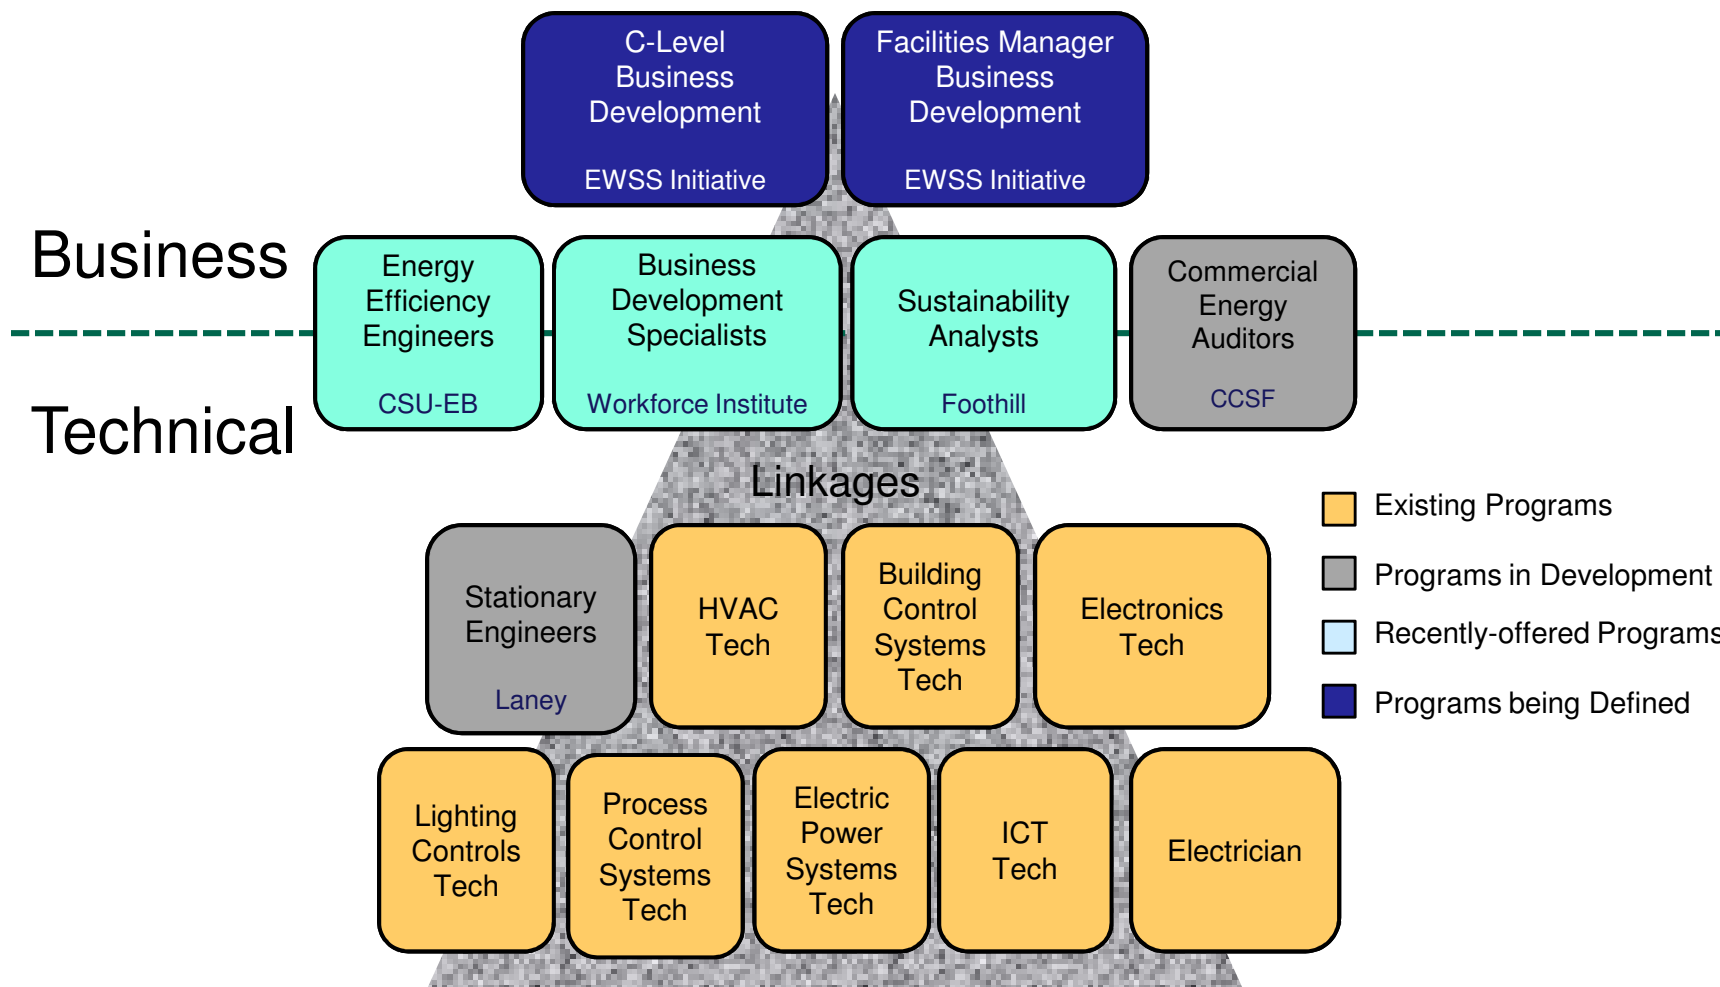 C-Level
Business
Development
EWSS Initiative
Facilities Manager
Business
Development
EWSS Initiative
Business
Technical
Energy
Efficiency
Engineers
CSU-EB
Business
Development
Specialists
Workforce Institute
Sustainability
Analysts
Foothill
Commercial
Energy
Auditors
CCSF
Linkages
Stationary
Engineers
Laney
HVAC
Tech
Building
Control
Systems
Tech
Electronics
Tech
Existing Programs
Programs in Development
Recently-offered Programs
Programs being Defined
Lighting
Controls
Tech
Process
Control
Systems
Tech
Electric
Power
Systems
Tech
ICT
Tech
Electrician